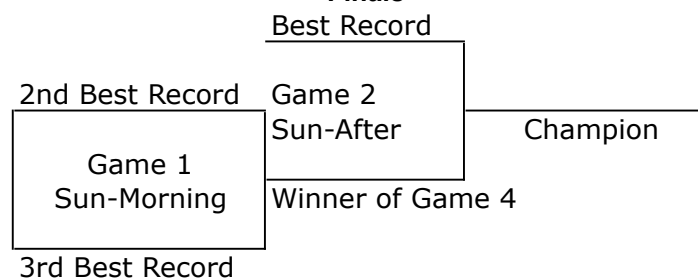 Best Record
2nd Best Record
Game 2
Sun-After
Champion
Game 1
Sun-Morning
Winner of Game 4
3rd Best Record